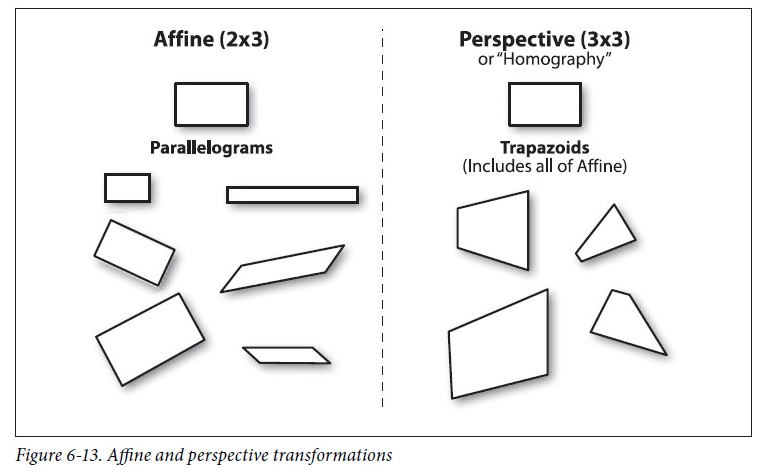 Affine (2x3)
Parallelograms
Perspective (3x3)
or “Homography”
Trapazoids
(Includes all of Affine)
Figure 6-13. Affine and perspective transformations